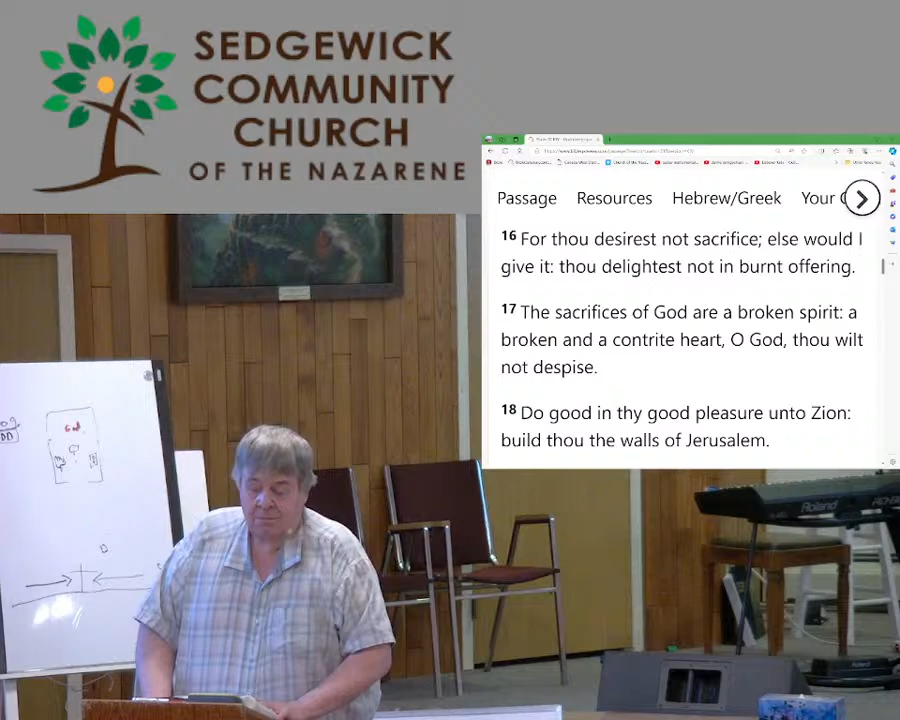 SEDGEWICK
COMMUNITY
CHURCH
OF THE NAZARENE
Passage Resources Hebrew/Greek Your
16 For thou desirest not sacrifice; else would I
give it: thou delightest not in burnt offering.
17 The sacrifices of God are a broken spirit: a
broken and a contrite heart, O God, thou wilt
not despise.
18 Do good in thy good pleasure unto Zion:
build thou the walls of Jerusalem.
God
Roland